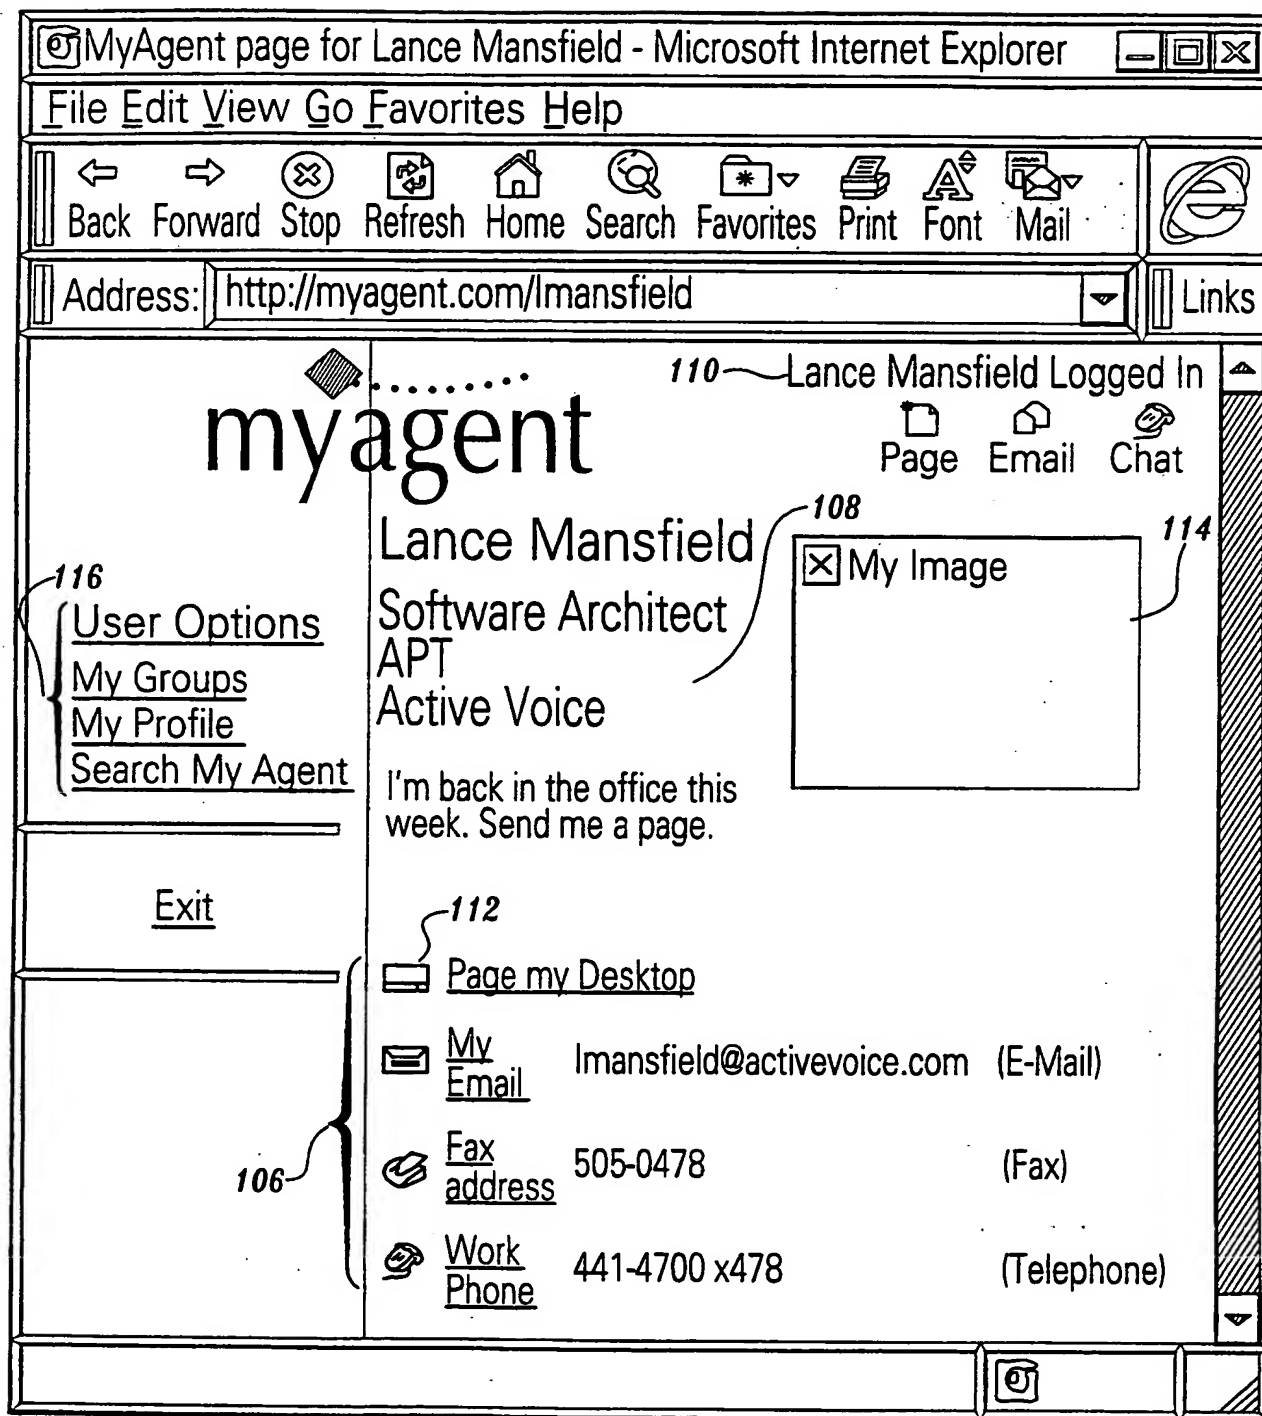 MyAgent page for Lance Mansfield - Microsoft Internet Explorer
File Edit View Go Favorites Help
Back Forward Stop Refresh Home Search Favorites Print Font Mail
Address: http://myagent.com/lmansfield Links
110 Lance Mansfield Logged In
myagent
Page Email Chat
108
Lance Mansfield
114
My Image
116
User Options
Software Architect
APT
My Groups
Active Voice
My Profile
Search My Agent
I'm back in the office this
week. Send me a page.
Exit
112
Page my Desktop
My
Email lmansfield@activevoice.com (E-Mail)
106
Fax
address 505-0478 (Fax)
Work
Phone 441-4700 x478 (Telephone)